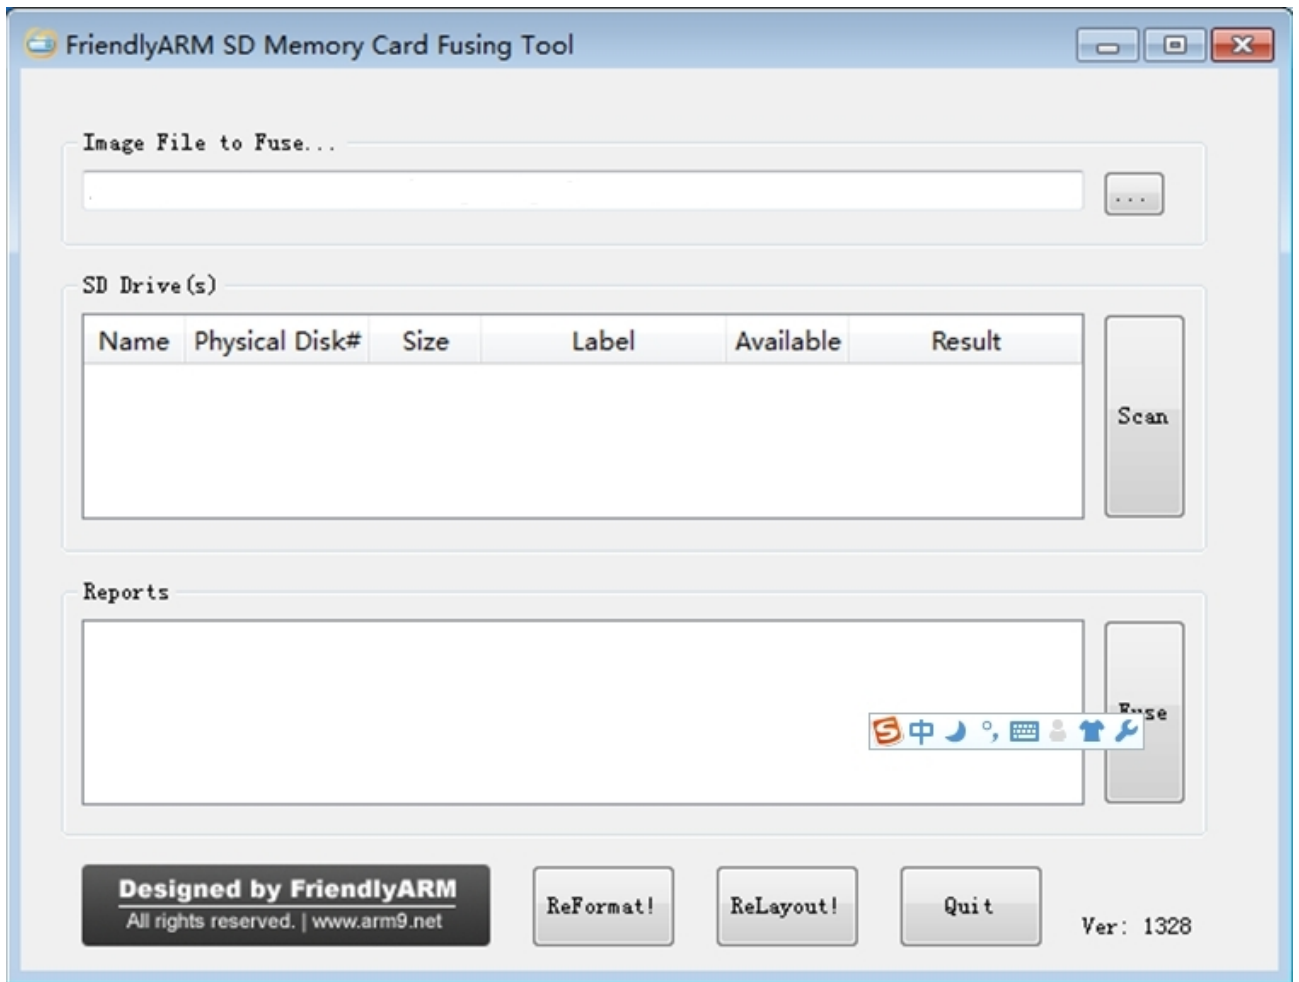 FriendlyARM SD Memory Card Fusing Tool
Image File to Fuse...
...
SD Drive(s)
Name Physical Disk# Size Label Available Result
Scan
Reports
Fuse
中
Designed by FriendlyARM
All rights reserved. | www.arm9.net
ReFormat! ReLayout! Quit
Ver: 1328